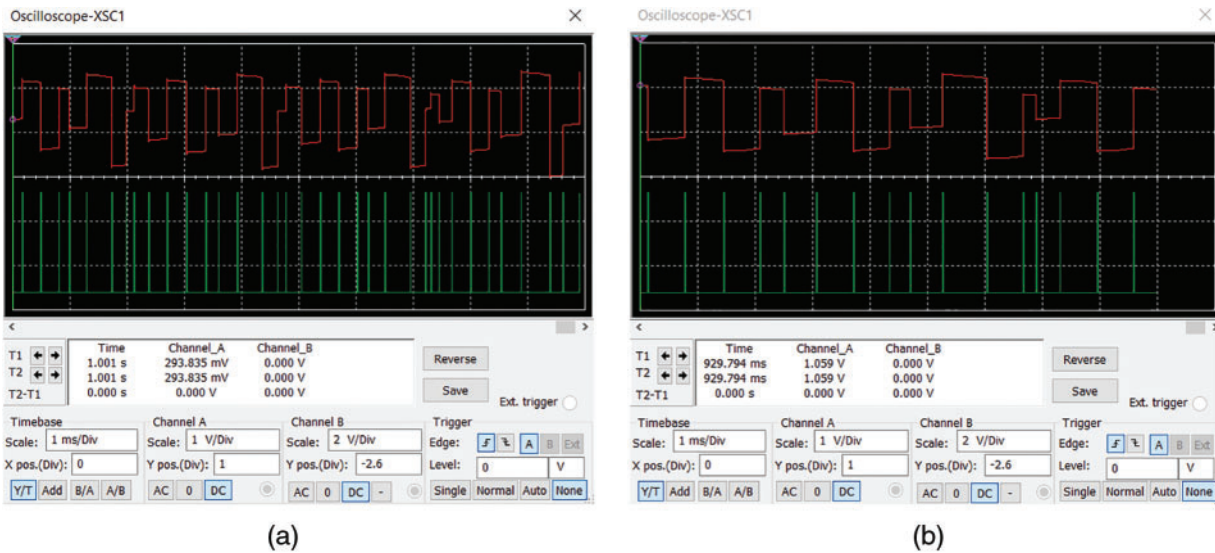 Oscilloscope-XSC1
T1
T2
T2-T1
Time Channel_A Channel_B
1.001 s 293.835 mV 0.000 V
1.001 s 293.835 mV 0.000 V
0.000 s 0.000 V 0.000 V
Reverse
Save
Ext. trigger
Timebase
Scale: 1 ms/Div
X pos.(Div): 0
Y/T Add B/A A/B
Channel A
Scale: 1 V/Div
Y pos.(Div): 1
AC 0 DC
Channel B
Scale: 2 V/Div
Y pos.(Div): -2.6
AC 0 DC -
Trigger
Edge: A B Ext
Level: 0 V
Single Normal Auto None
(a)
Oscilloscope-XSC1
T1
T2
T2-T1
Time Channel_A Channel_B
929.794 ms 1.059 V 0.000 V
929.794 ms 1.059 V 0.000 V
0.000 s 0.000 V 0.000 V
Reverse
Save
Ext. trigger
Timebase
Scale: 1 ms/Div
X pos.(Div): 0
Y/T Add B/A A/B
Channel A
Scale: 1 V/Div
Y pos.(Div): 1
AC 0 DC
Channel B
Scale: 2 V/Div
Y pos.(Div): -2.6
AC 0 DC -
Trigger
Edge: A B Ext
Level: 0 V
Single Normal Auto None
(b)